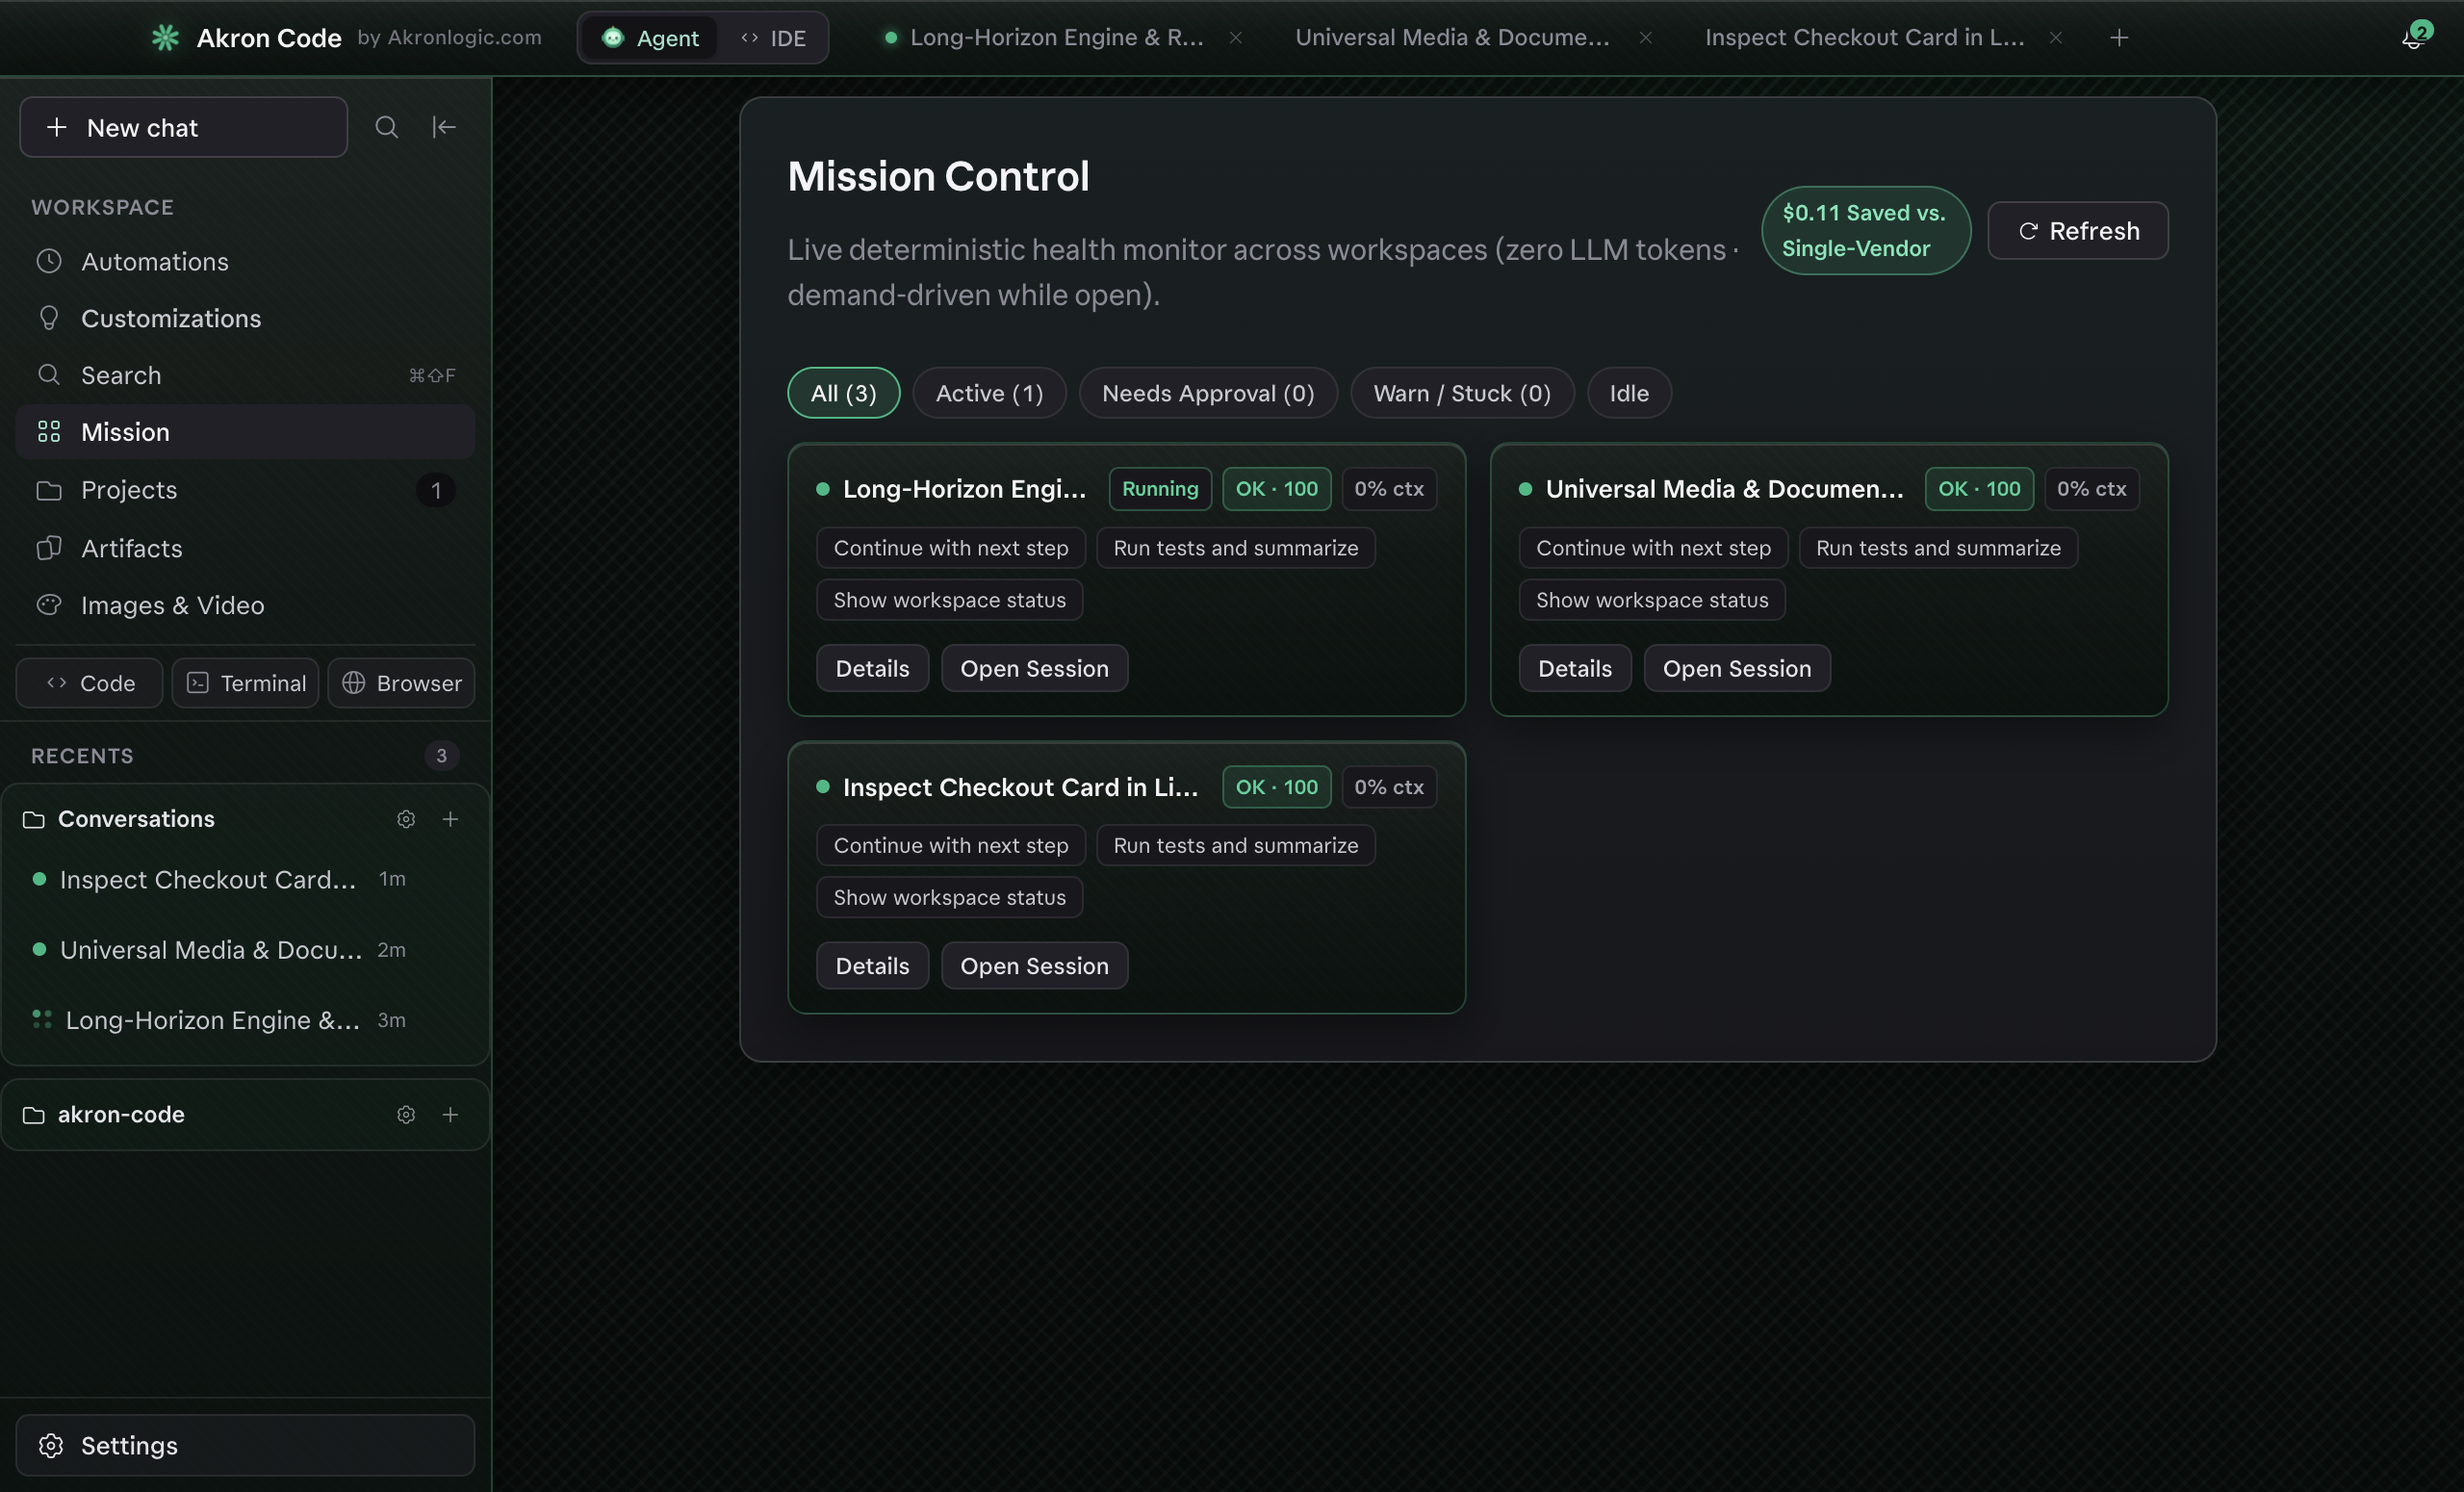 Akron Code by Akronlogic.com
Agent
IDE
Long-Horizon Engine & R...
Universal Media & Docume...
Inspect Checkout Card in L...
2
New chat
WORKSPACE
Automations
Customizations
Search ⌘⇧F
Mission
Projects 1
Artifacts
Images & Video
Code
Terminal
Browser
RECENTS 3
Conversations
Inspect Checkout Card... 1m
Universal Media & Docu... 2m
Long-Horizon Engine &... 3m
akron-code
Settings
Mission Control
Live deterministic health monitor across workspaces (zero LLM tokens ·
demand-driven while open).
$0.11 Saved vs.
Single-Vendor
Refresh
All (3)
Active (1)
Needs Approval (0)
Warn / Stuck (0)
Idle
Long-Horizon Engi... Running OK · 100 0% ctx
Continue with next step
Run tests and summarize
Show workspace status
Details
Open Session
Universal Media & Documen... OK · 100 0% ctx
Continue with next step
Run tests and summarize
Show workspace status
Details
Open Session
Inspect Checkout Card in Li... OK · 100 0% ctx
Continue with next step
Run tests and summarize
Show workspace status
Details
Open Session